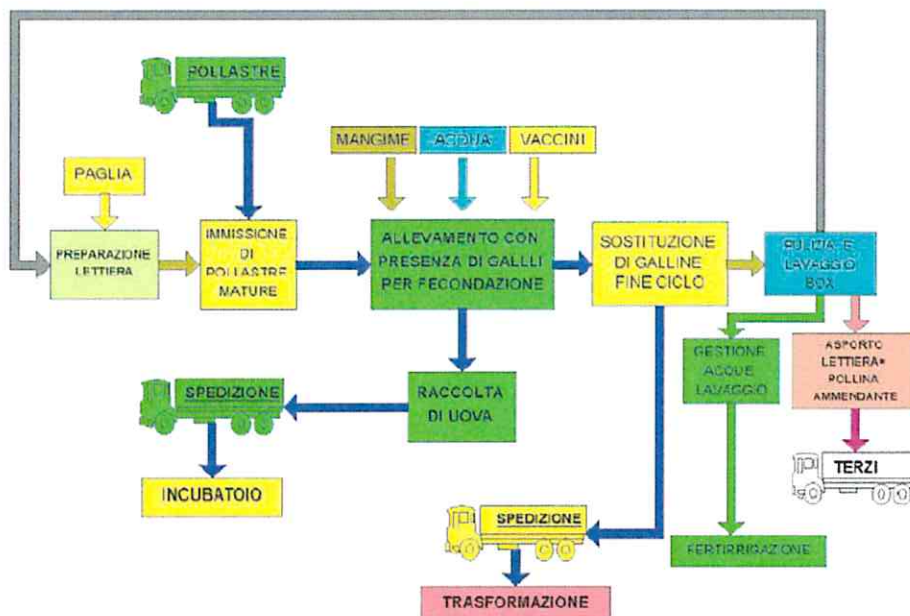 POLLASTRE
MANGIME
ACQUA
VACCINI
PAGLIA
PREPARAZIONE
LETTIERA
IMMISSIONE
DI
POLLASTRE
MATURE
ALLEVAMENTO CON
PRESENZA DI GALLLI
PER FECONDAZIONE
SOSTITUZIONE
DI GALLINE
FINE CICLO
PULIZIA E
LAVAGGIO
BOX
GESTIONE
ACQUE
LAVAGGIO
ASPORTO
LETTIERA+
POLLINA
AMMENDANTE
SPEDIZIONE
RACCOLTA
DI UOVA
TERZI
INCUBATOIO
SPEDIZIONE
FERTIRRIGAZIONE
TRASFORMAZIONE